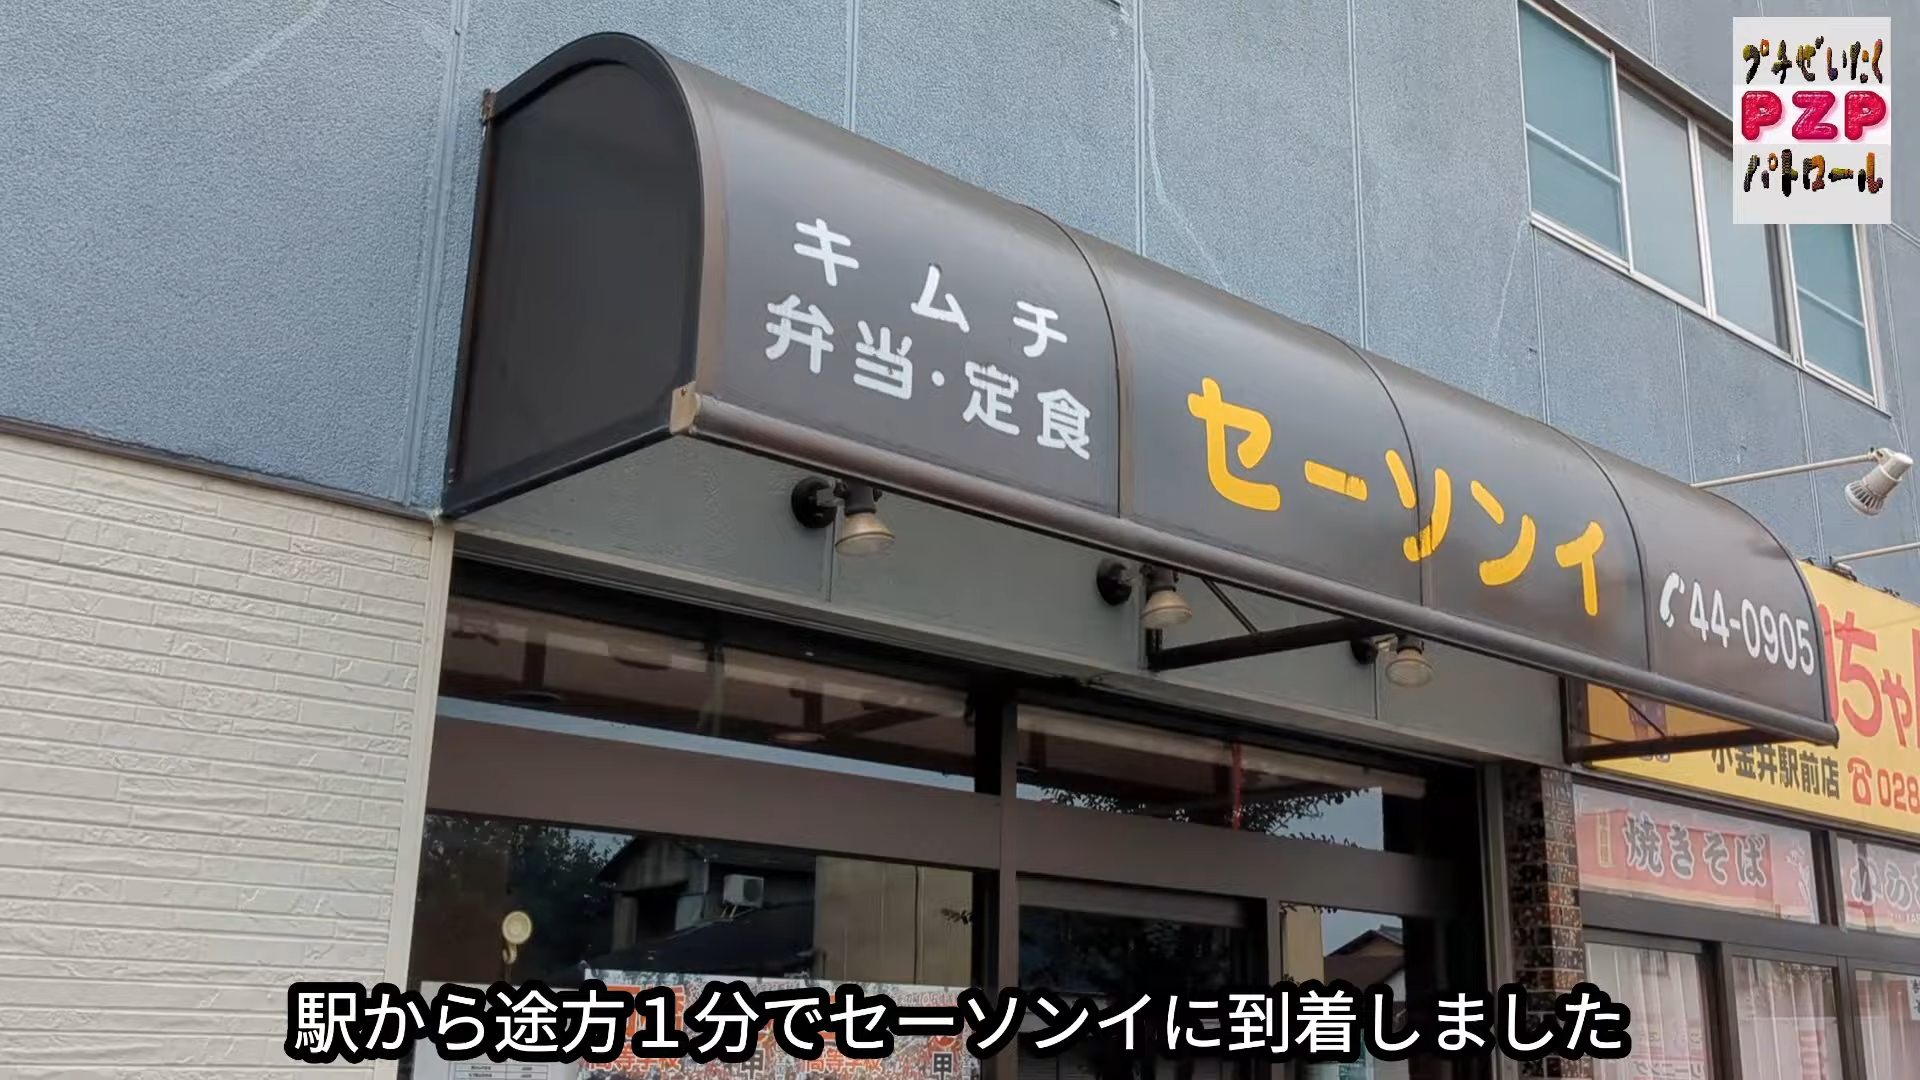 プチぜいたく
PZP
パトロール
キムチ
弁当・定食
セーソンイ
44-0905
ちゃ
小金井駅前店
028
焼きそば
駅から途方１分でセーソンイに到着しました